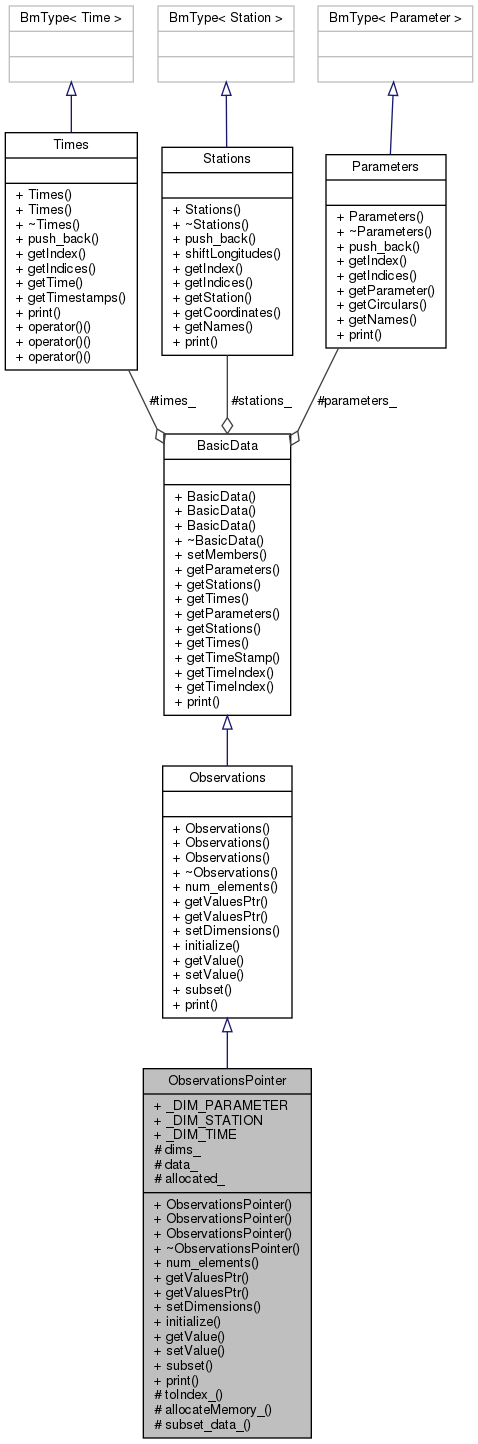 BmType< Time >
BmType< Station >
BmType< Parameter >
Times
+ Times()
+ Times()
+ ~Times()
+ push_back()
+ getIndex()
+ getIndices()
+ getTime()
+ getTimestamps()
+ print()
+ operator()()
+ operator()()
+ operator()()
Stations
+ Stations()
+ ~Stations()
+ push_back()
+ shiftLongitudes()
+ getIndex()
+ getIndices()
+ getStation()
+ getCoordinates()
+ getNames()
+ print()
Parameters
+ Parameters()
+ ~Parameters()
+ push_back()
+ getIndex()
+ getIndices()
+ getParameter()
+ getCirculars()
+ getNames()
+ print()
#times_
#stations_
#parameters_
BasicData
+ BasicData()
+ BasicData()
+ BasicData()
+ ~BasicData()
+ setMembers()
+ getParameters()
+ getStations()
+ getTimes()
+ getParameters()
+ getStations()
+ getTimes()
+ getTimeStamp()
+ getTimeIndex()
+ getTimeIndex()
+ print()
Observations
+ Observations()
+ Observations()
+ Observations()
+ ~Observations()
+ num_elements()
+ getValuesPtr()
+ getValuesPtr()
+ setDimensions()
+ initialize()
+ getValue()
+ setValue()
+ subset()
+ print()
ObservationsPointer
+ _DIM_PARAMETER
+ _DIM_STATION
+ _DIM_TIME
# dims_
# data_
# allocated_
+ ObservationsPointer()
+ ObservationsPointer()
+ ObservationsPointer()
+ ~ObservationsPointer()
+ num_elements()
+ getValuesPtr()
+ getValuesPtr()
+ setDimensions()
+ initialize()
+ getValue()
+ setValue()
+ subset()
+ print()
# toIndex_()
# allocateMemory_()
# subset_data_()